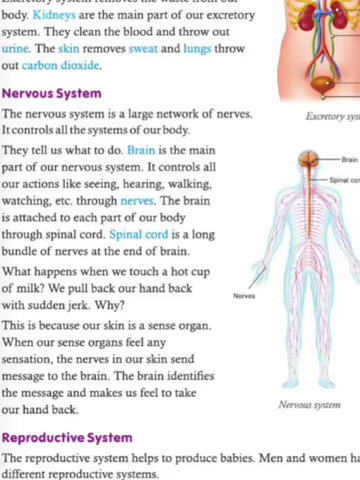 Excretory system removes the waste from our
body. Kidneys are the main part of our excretory
system. They clean the blood and throw out
urine. The skin removes sweat and lungs throw
out carbon dioxide.
Excretory
Nervous System
The nervous system is a large network of nerves.
It controls all the systems of our body.
They tell us what to do. Brain is the main
part of our nervous system. It controls all
our actions like seeing, hearing, walking,
watching, etc. through nerves. The brain
is attached to each part of our body
through spinal cord. Spinal cord is a long
bundle of nerves at the end of brain.
Brain
Spinal
Nerves
What happens when we touch a hot cup
of milk? We pull back our hand back
with sudden jerk. Why?
This is because our skin is a sense organ.
When our sense organs feel any
sensation, the nerves in our skin send
message to the brain. The brain identifies
the message and makes us feel to take
our hand back.
Nervous system
Reproductive System
The reproductive system helps to produce babies. Men and women
different reproductive systems.